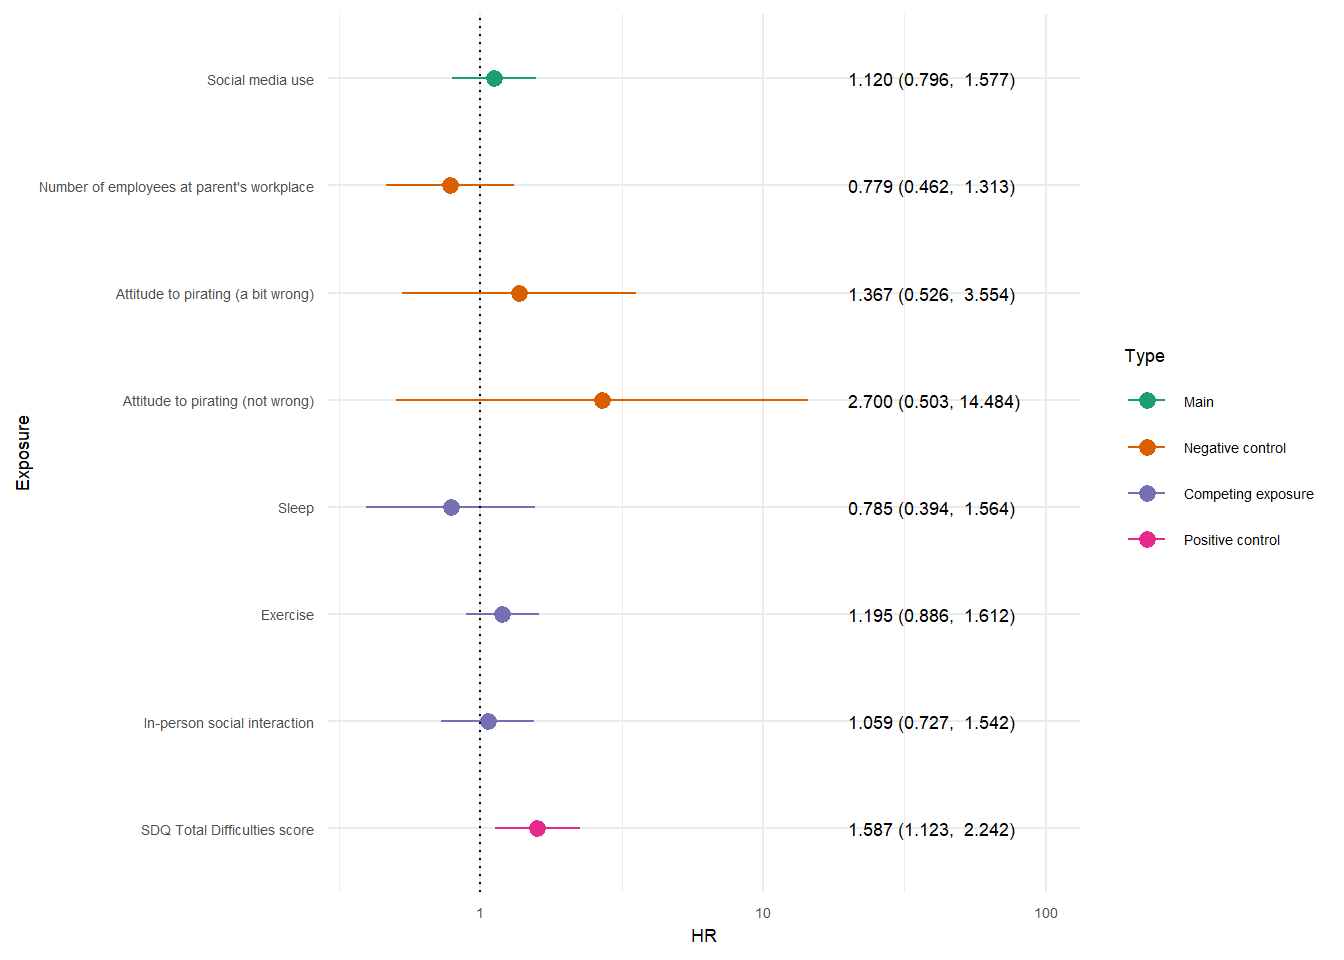 Exposure
Social media use 1.120 (0.796, 1.577)
Number of employees at parent's workplace 0.779 (0.462, 1.313)
Attitude to pirating (a bit wrong) 1.367 (0.526, 3.554)
Attitude to pirating (not wrong) 2.700 (0.503, 14.484)
Sleep 0.785 (0.394, 1.564)
Exercise 1.195 (0.886, 1.612)
In-person social interaction 1.059 (0.727, 1.542)
SDQ Total Difficulties score 1.587 (1.123, 2.242)
1 10 100
HR
Type
Main
Negative control
Competing exposure
Positive control